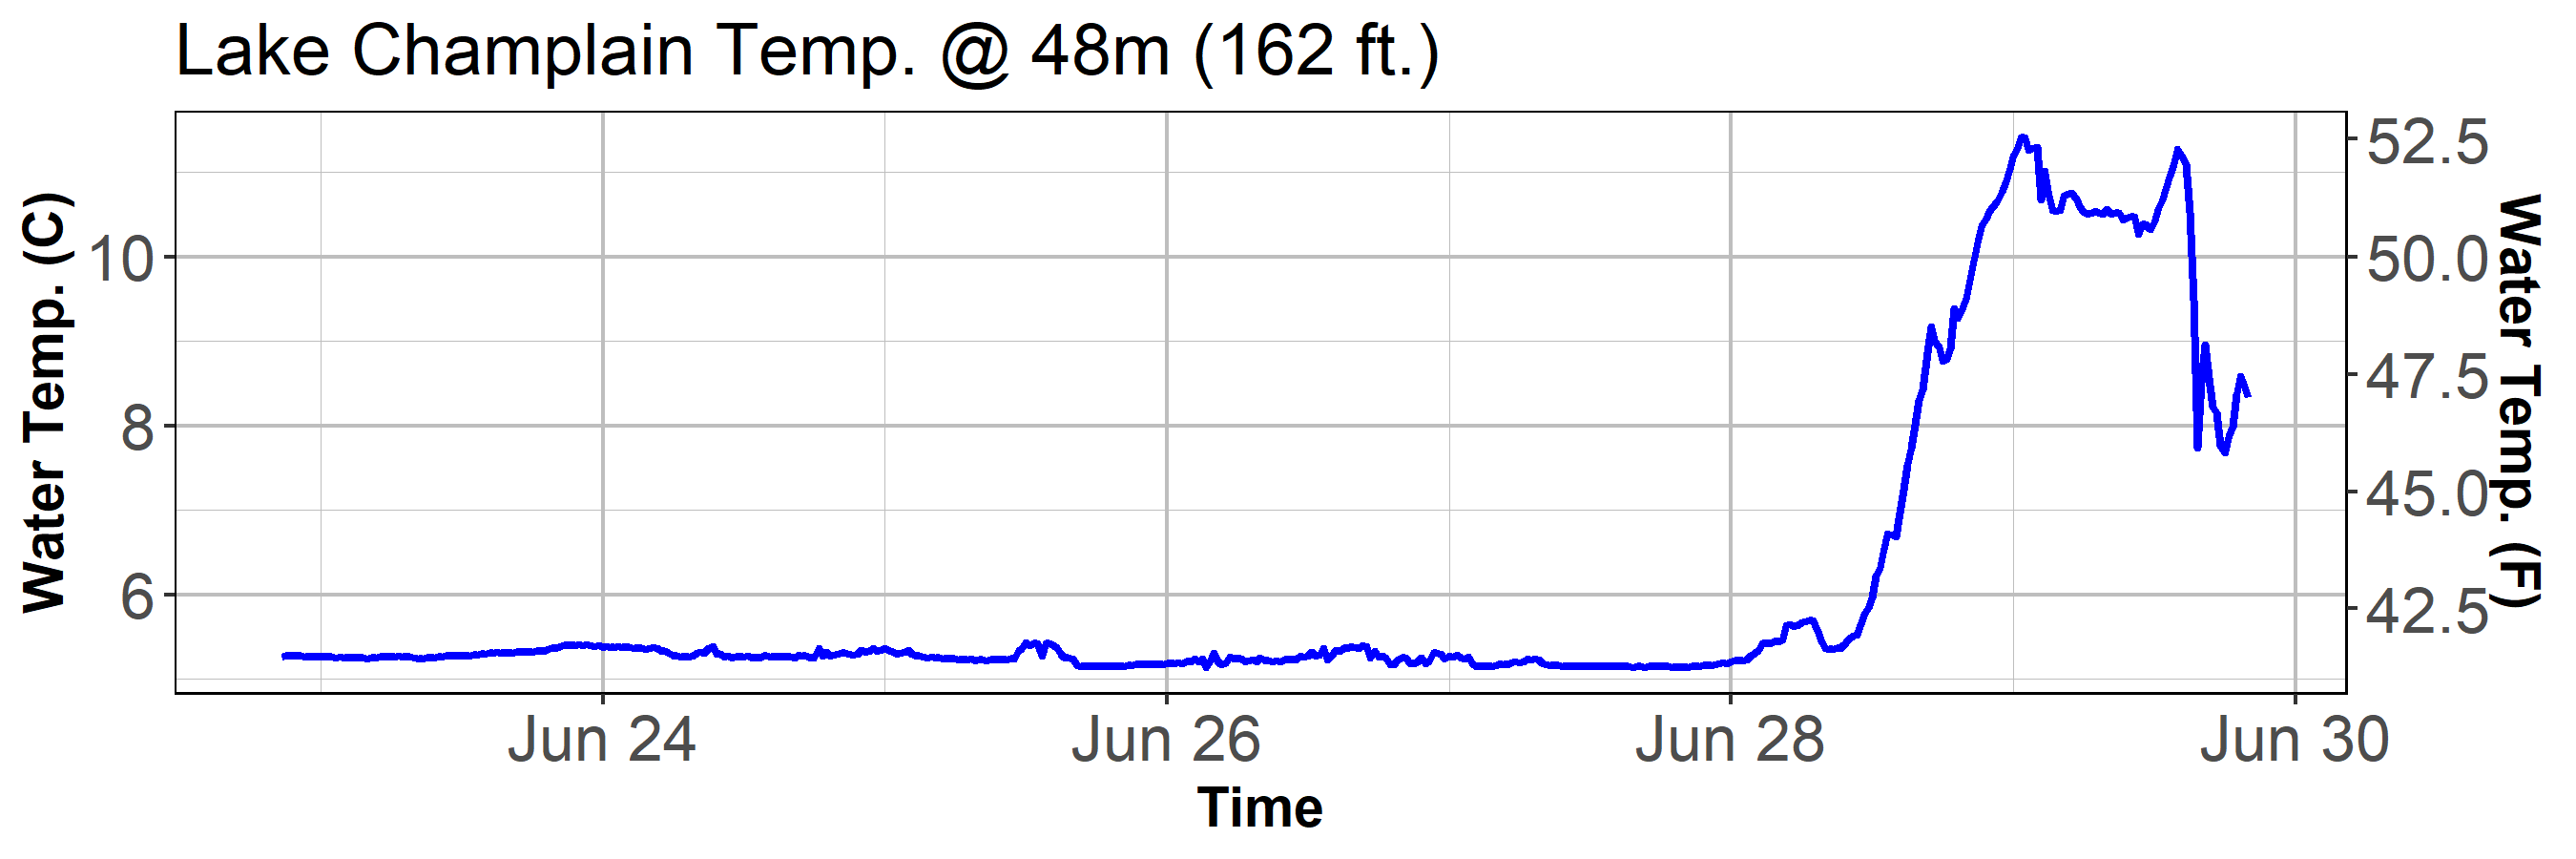 Lake Champlain Temp. @ 48m (162 ft.)
Water Temp. (C)
10
8
6
52.5
50.0
47.5
45.0
42.5
Water Temp. (F)
Jun 24
Jun 26
Jun 28
Jun 30
Time